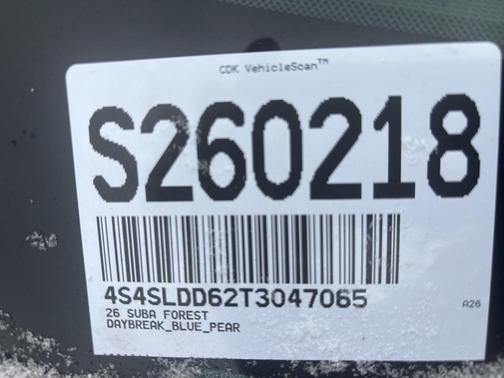 CDK VehicleScan™
S260218
4S4SLDD62T3047065
26 SUBA FOREST
DAYBREAK_BLUE_PEAR
A26